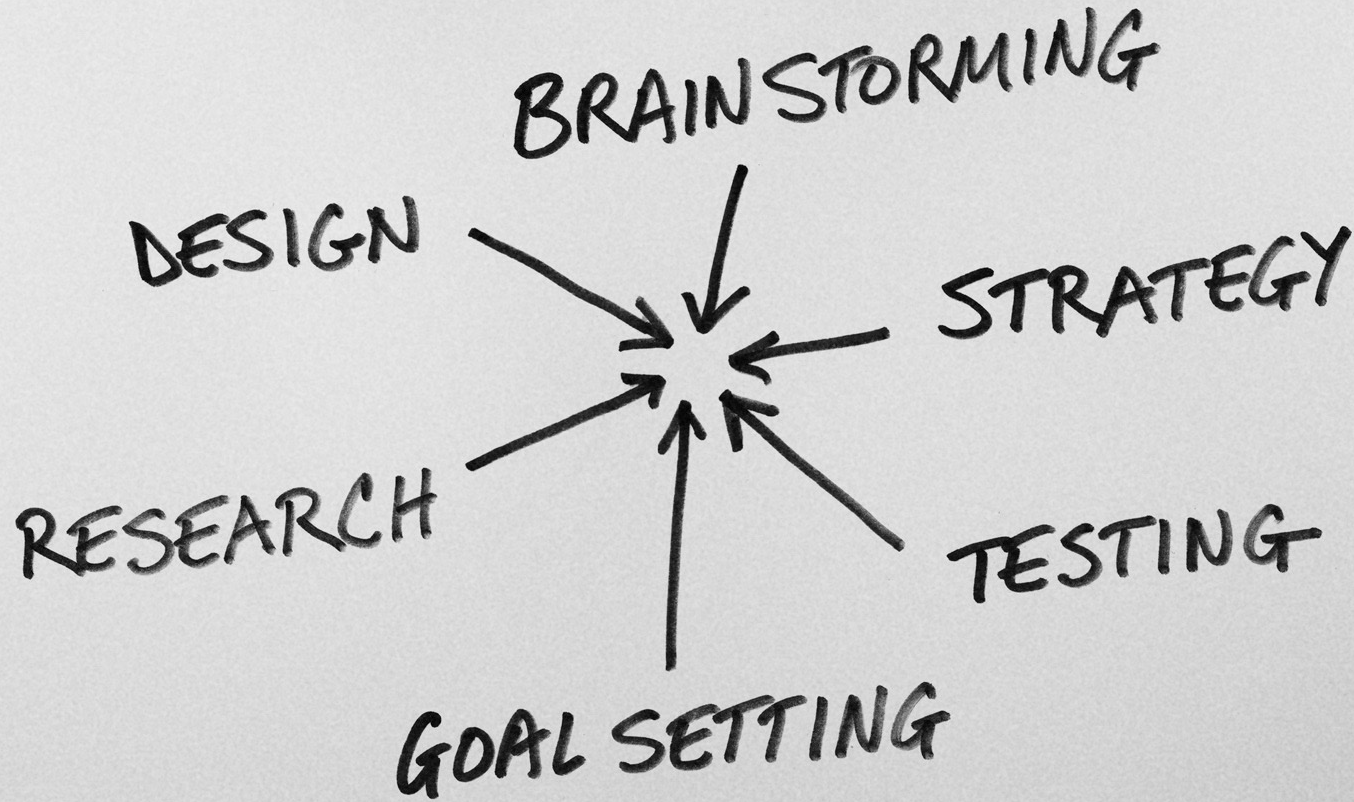 BRAINSTORMING
DESIGN
STRATEGY
RESEARCH
TESTING
GOAL SETTING